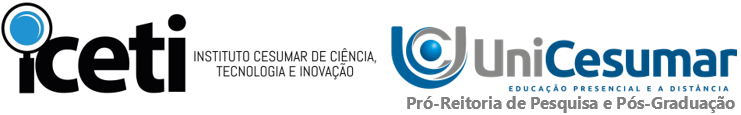 iceti
INSTITUTO CESUMAR DE CIÊNCIA,
TECNOLOGIA E INOVAÇÃO
UniCesumar
EDUCAÇÃO PRESENCIAL E A DISTÂNCIA
Pró-Reitoria de Pesquisa e Pós-Graduação